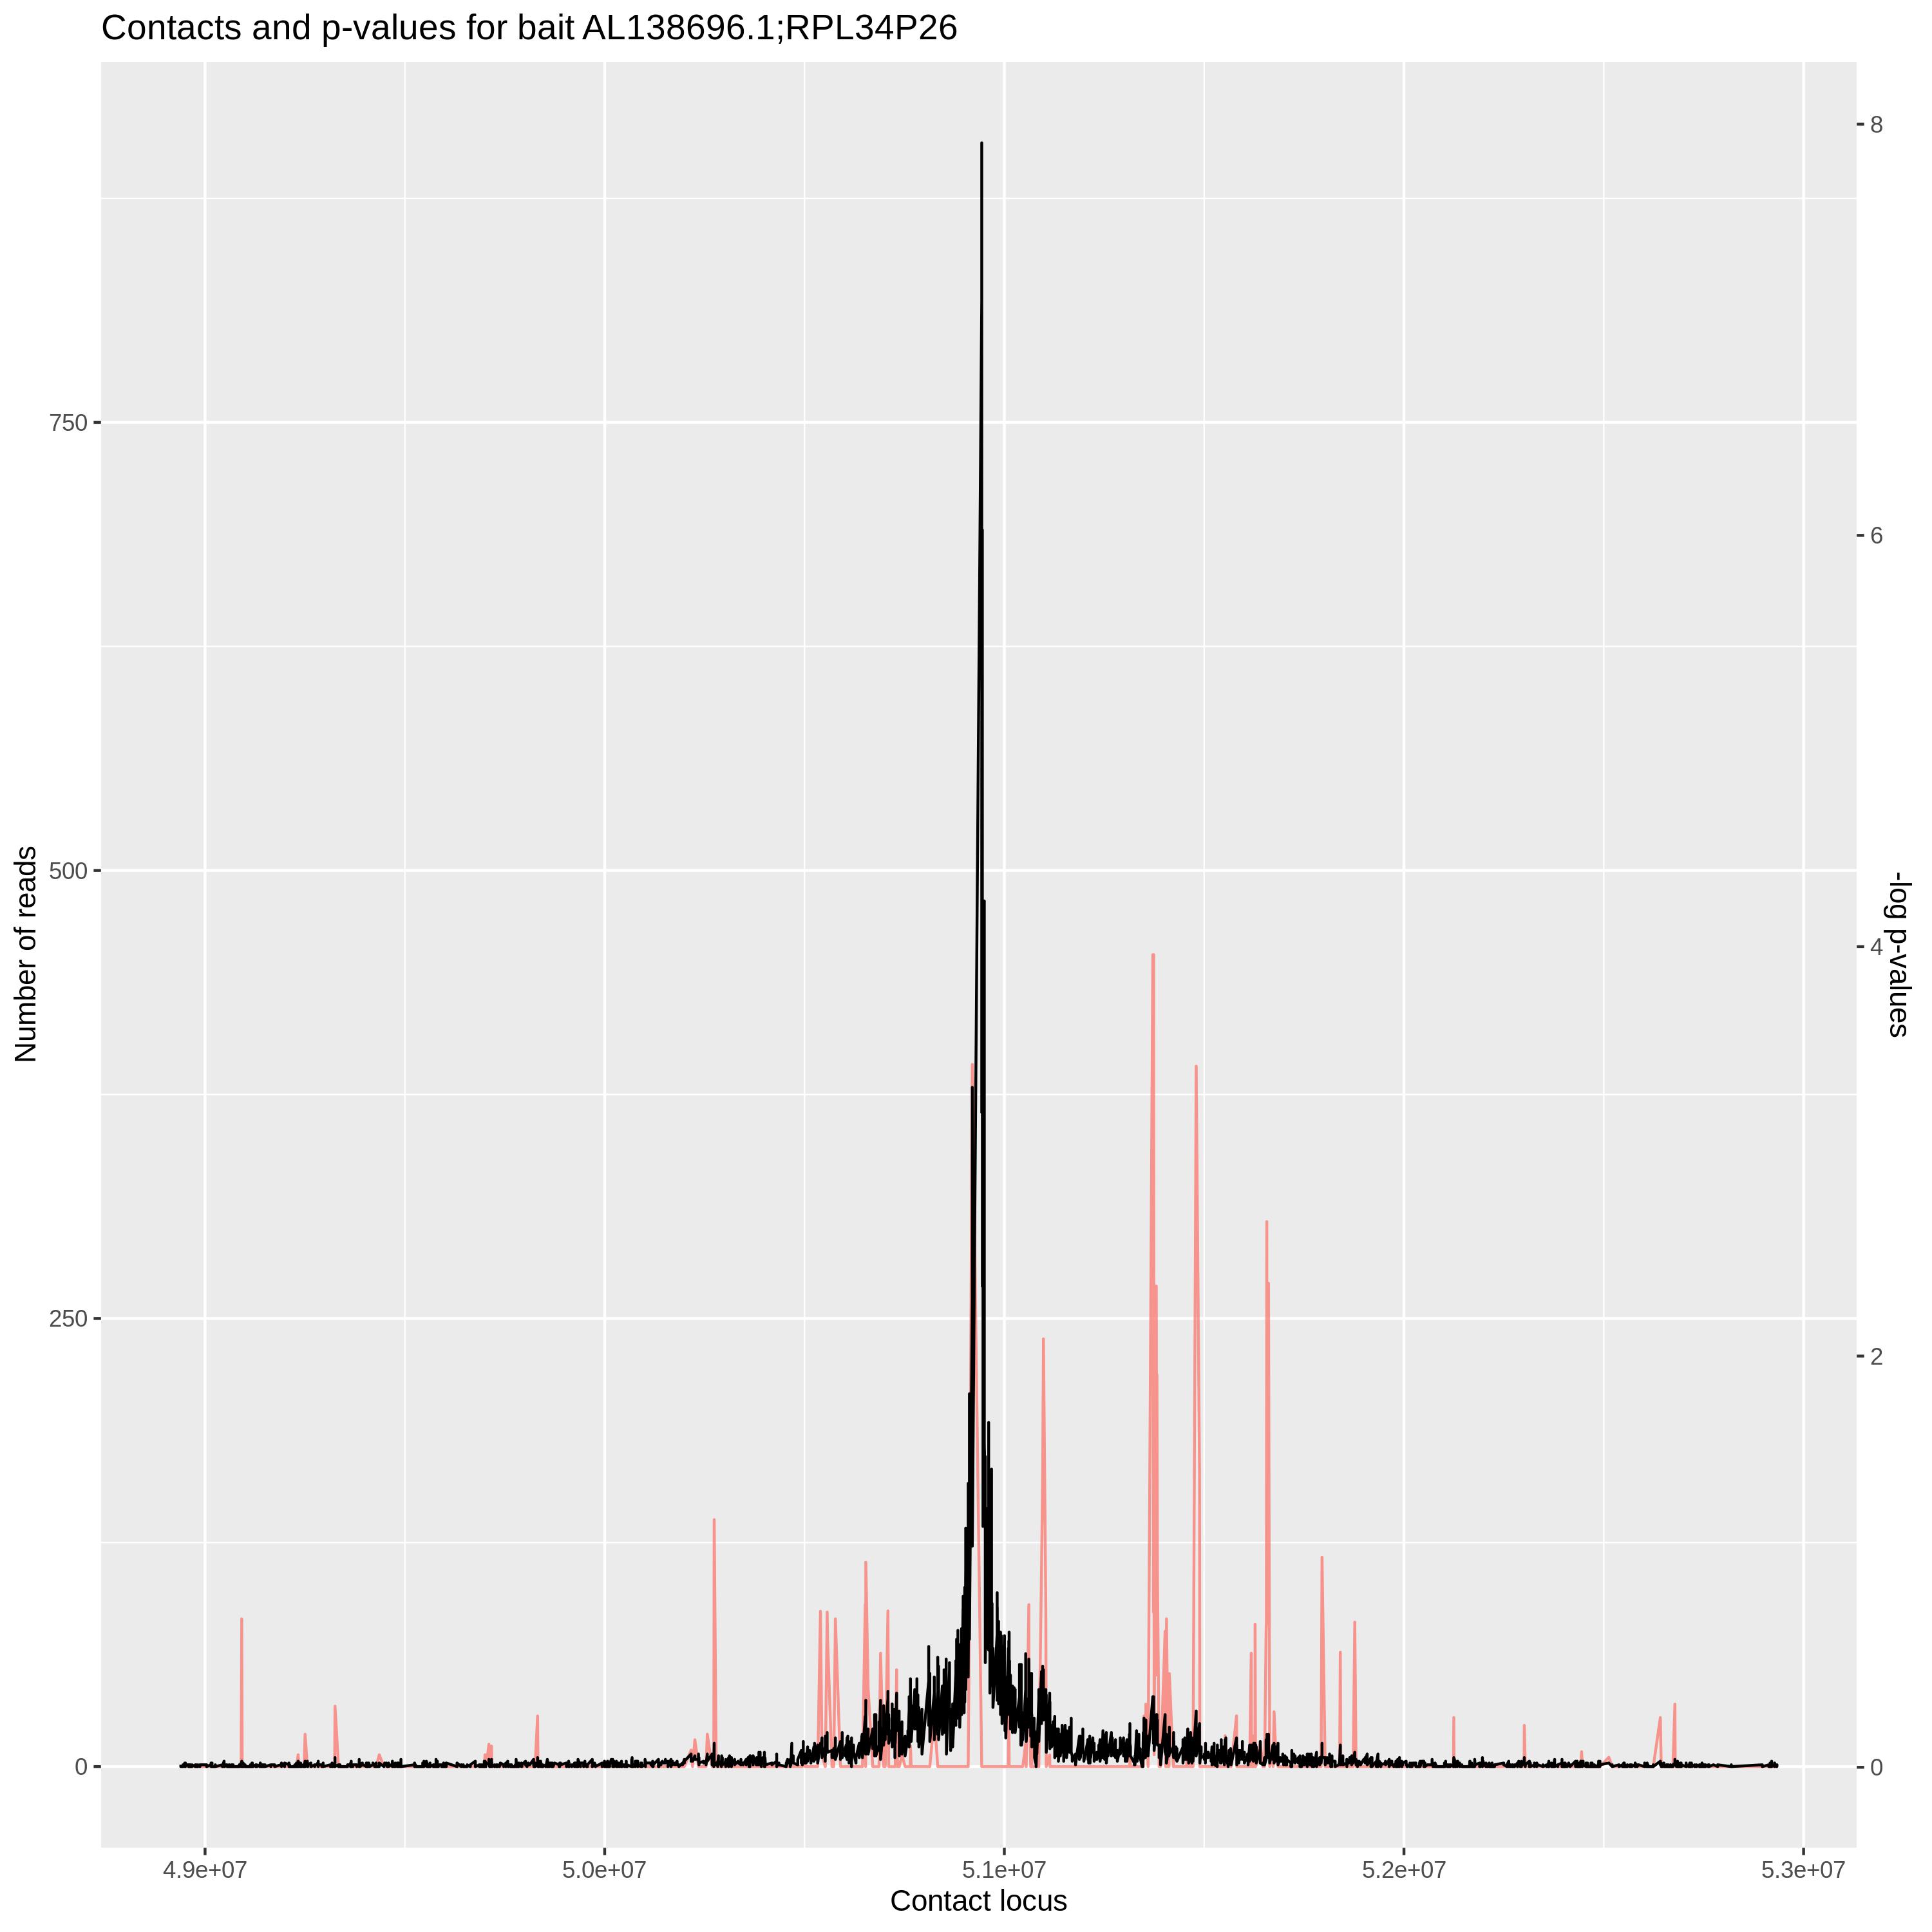 Contacts and p-values for bait AL138696.1;RPL34P26
Number of reads
750
500
250
0
8
6
4
2
0
-log p-values
4.9e+07
5.0e+07
5.1e+07
5.2e+07
5.3e+07
Contact locus